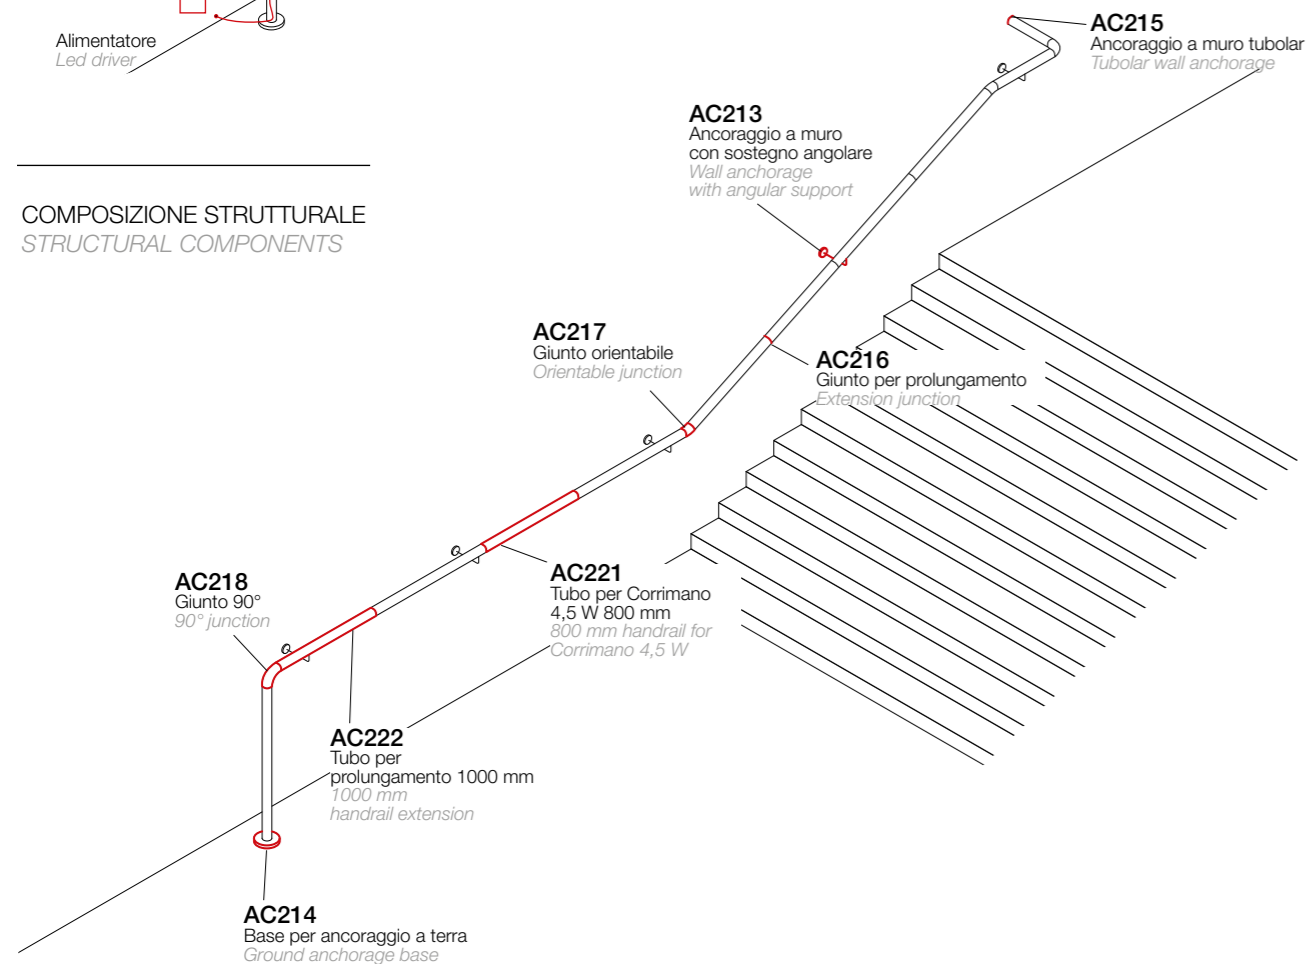 Alimentatore
Led driver
COMPOSIZIONE STRUTTURALE
STRUCTURAL COMPONENTS
AC215
Ancoraggio a muro tubolar
Tubolar wall anchorage
AC213
Ancoraggio a muro
con sostegno angolare
Wall anchorage
with angular support
AC217
Giunto orientabile
Orientable junction
AC216
Giunto per prolungamento
Extension junction
AC221
Tubo per Corrimano
4,5 W 800 mm
800 mm handrail for
Corrimano 4,5 W
AC218
Giunto 90°
90° junction
AC222
Tubo per
prolungamento 1000 mm
1000 mm
handrail extension
AC214
Base per ancoraggio a terra
Ground anchorage base